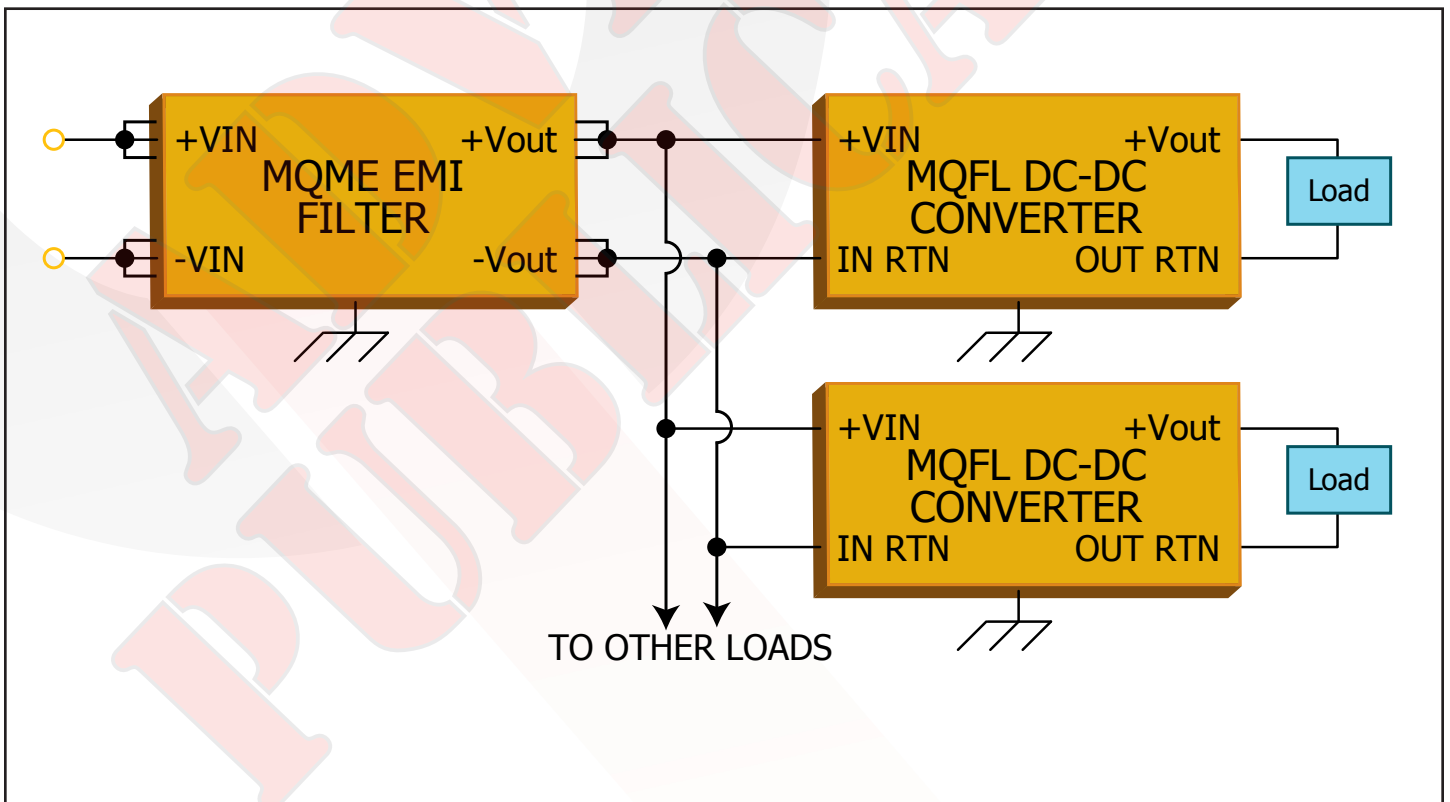 +VIN
+Vout
MQME EMI
FILTER
-VIN
-Vout
+VIN
+Vout
MQFL DC-DC
CONVERTER
IN RTN
OUT RTN
Load
+VIN
+Vout
MQFL DC-DC
CONVERTER
IN RTN
OUT RTN
Load
TO OTHER LOADS